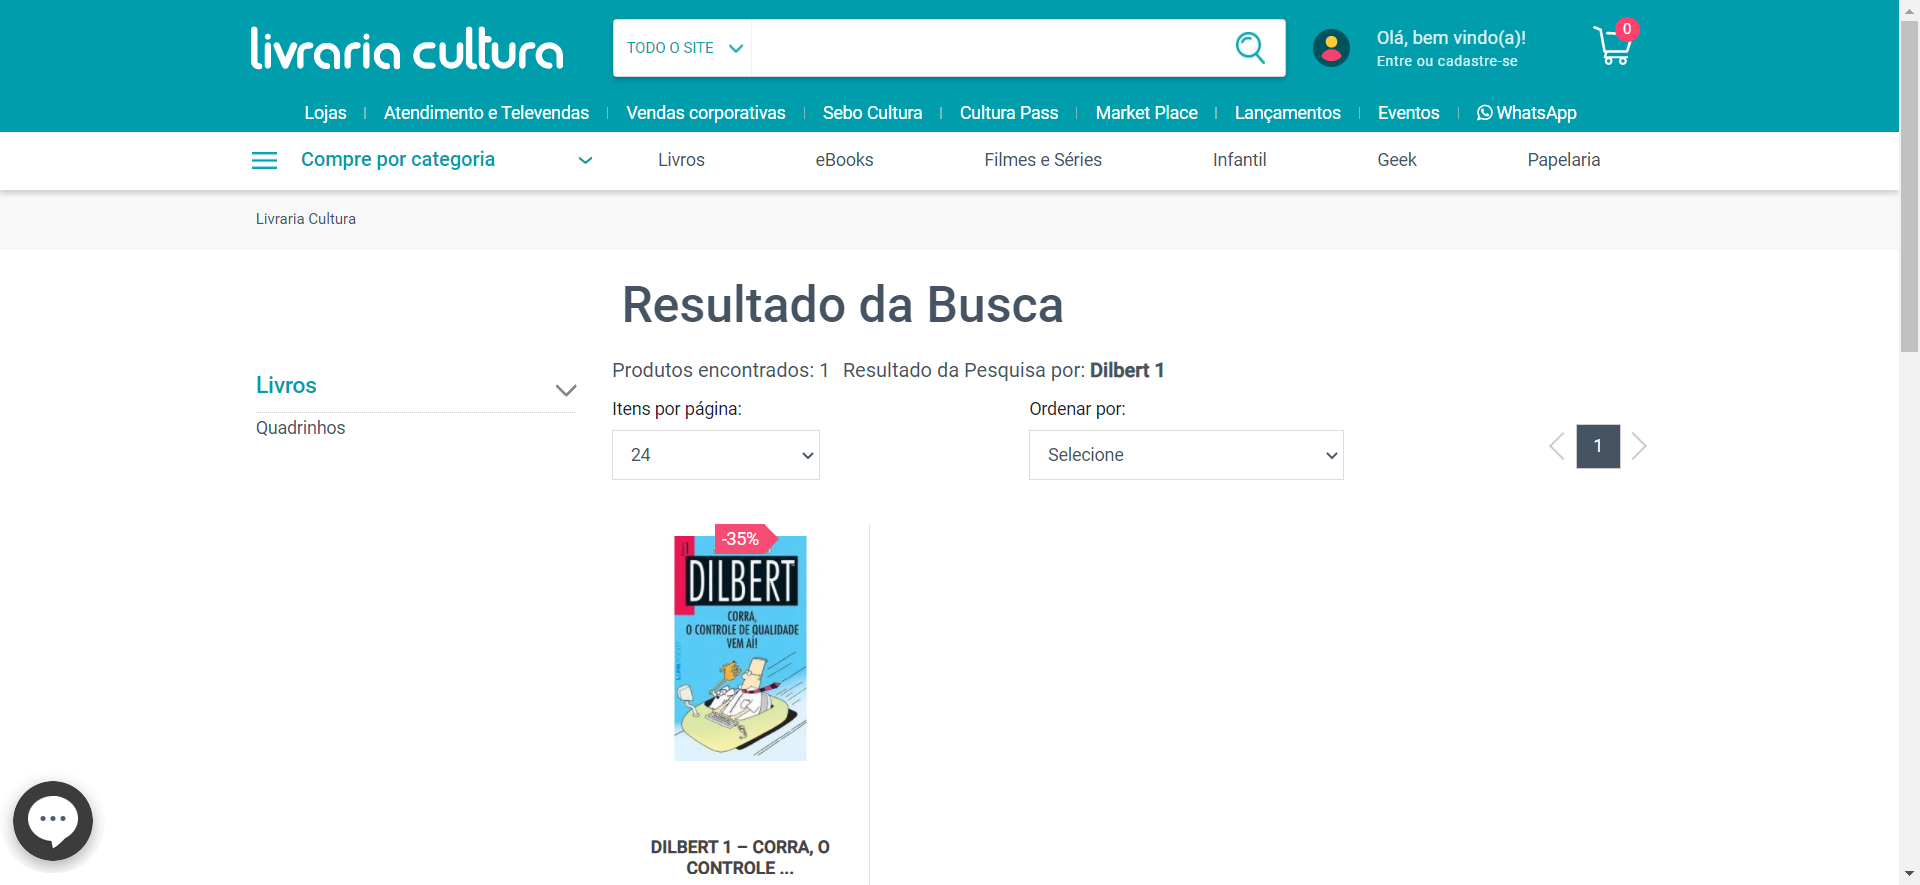 livraria cultura
TODO O SITE
Olá, bem vindo(a)!
Entre ou cadastre-se
0
Lojas
Atendimento e Televendas
Vendas corporativas
Sebo Cultura
Cultura Pass
Market Place
Lançamentos
Eventos
WhatsApp
Compre por categoria
Livros
eBooks
Filmes e Séries
Infantil
Geek
Papelaria
Livraria Cultura
Resultado da Busca
Livros
Quadrinhos
Produtos encontrados: 1 Resultado da Pesquisa por: Dilbert 1
Itens por página:
24
Ordenar por:
Selecione
1
-35%
DILBERT
CORRA,
O CONTROLE DE QUALIDADE
VEM AÍ!
DILBERT 1 – CORRA, O
CONTROLE ...